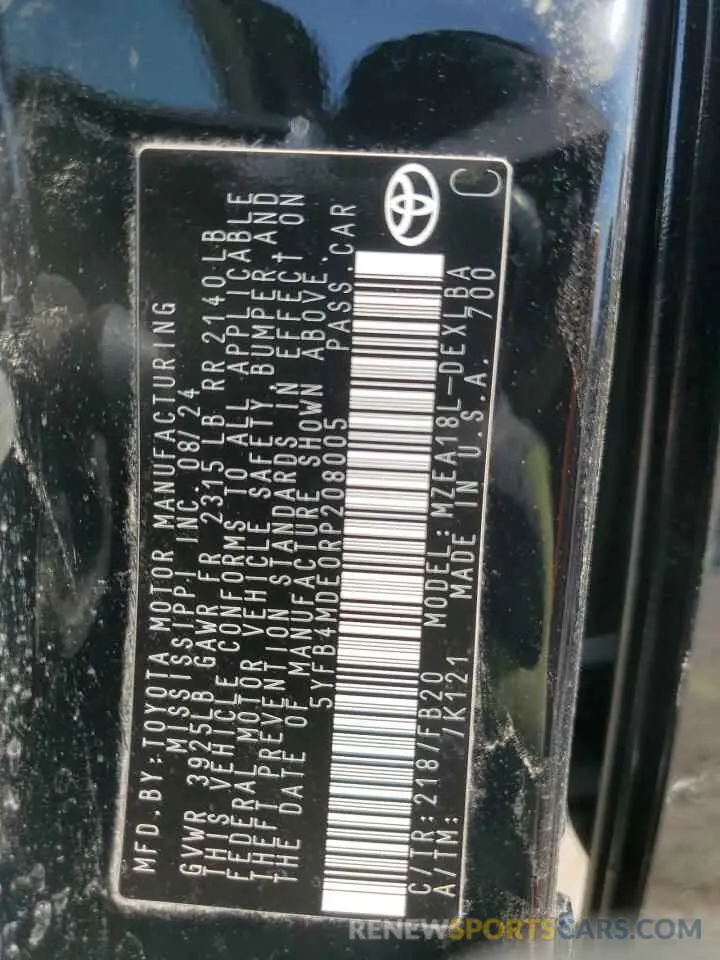 MFD.BY:TOYOTA MOTOR MANUFACTURING
MISSISSIPPI INC. 08/24
GVWR 3925LB GAWR FR 2315 LB RR 2140 LB
THIS VEHICLE CONFORMS TO ALL APPLICABLE
FEDERAL MOTOR VEHICLE SAFETY, BUMPER AND
THEFT PREVENTION STANDARDS IN EFFECT ON
THE DATE OF MANUFACTURE SHOWN ABOVE.
5YFB4MDE0RP208005 PASS.CAR
C
C/TR:218/FB20 MODEL:MZEA18L-DEXLBA
A/TM: /K121 MADE IN U.S.A. 700
RENEWSPORTSCARS.COM